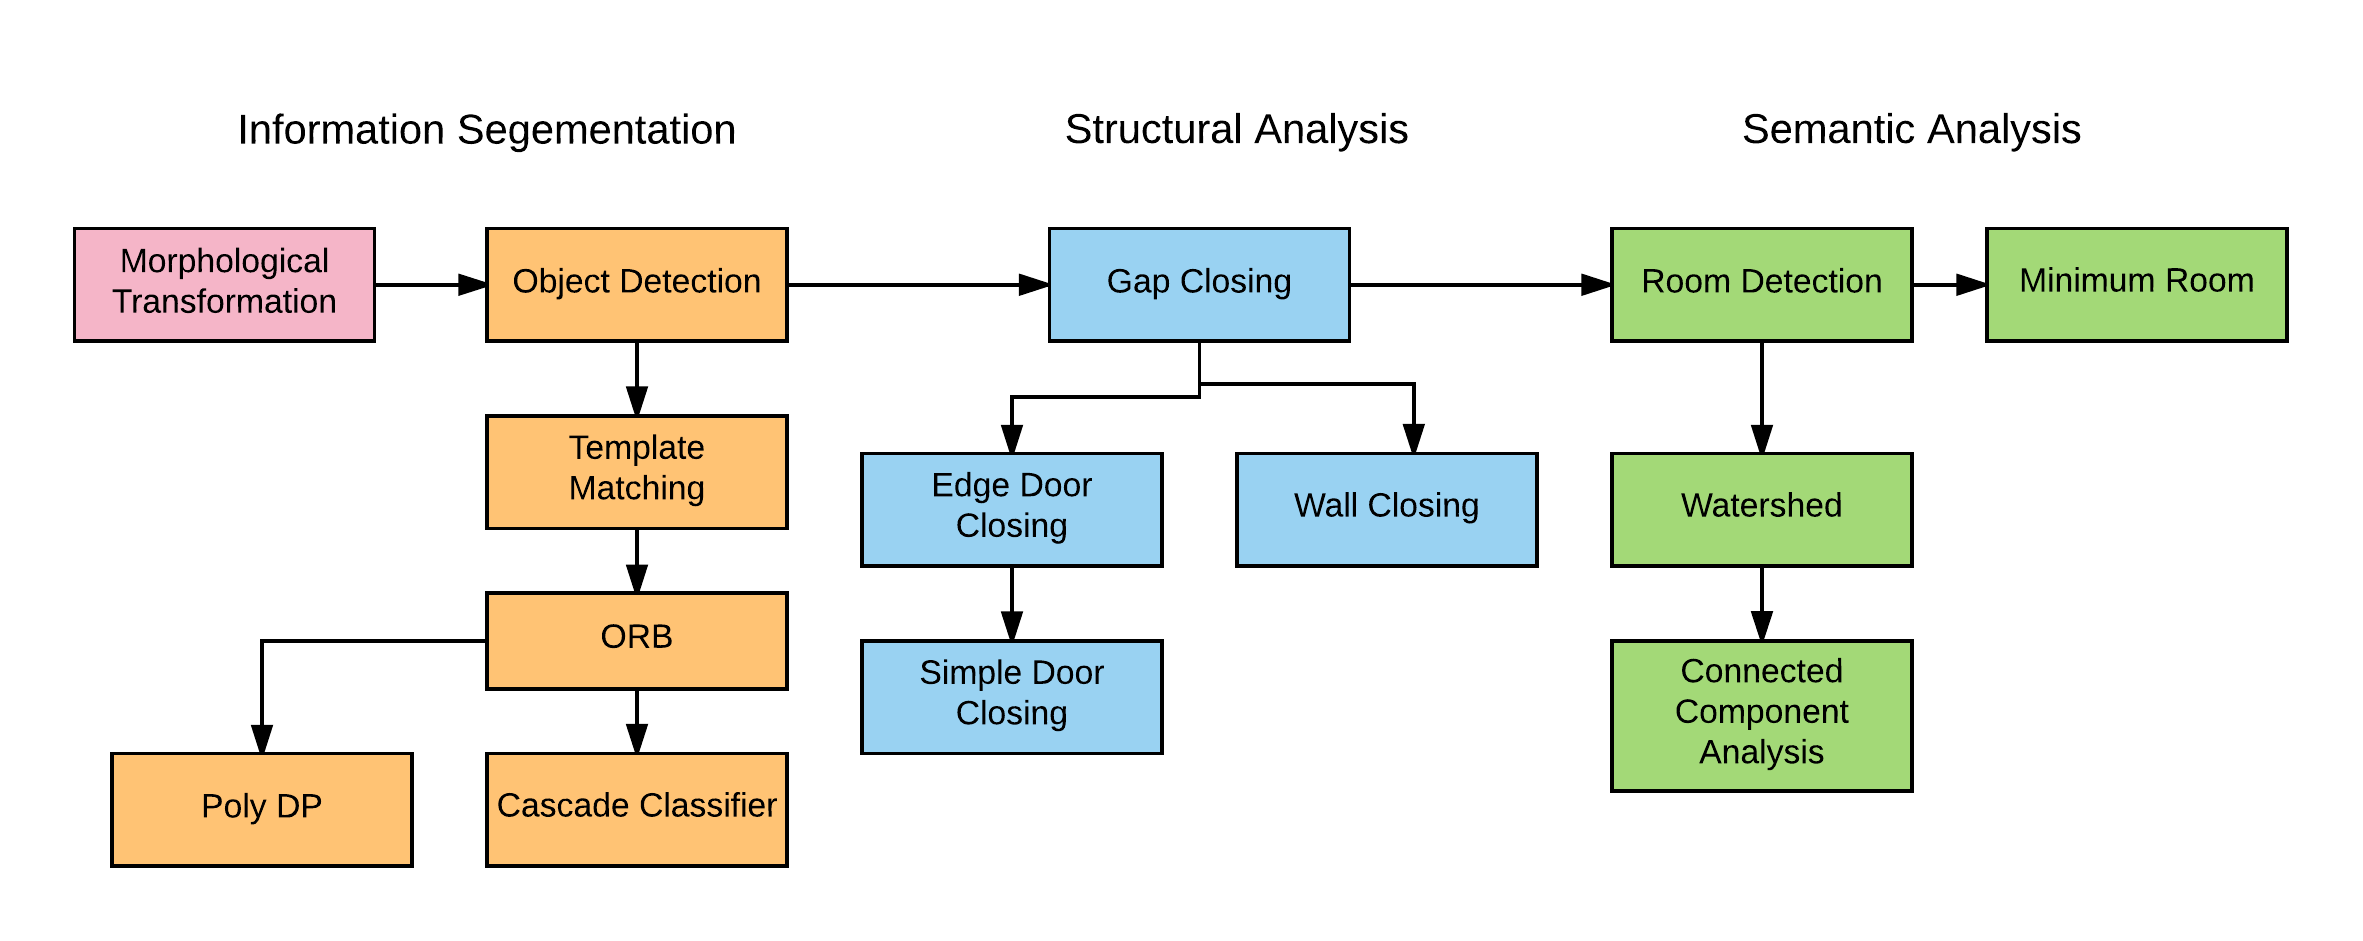 Information Segementation
Structural Analysis
Semantic Analysis
Morphological
Transformation
Object Detection
Gap Closing
Room Detection
Minimum Room
Template
Matching
Edge Door
Closing
Wall Closing
Watershed
ORB
Simple Door
Closing
Connected
Component
Analysis
Poly DP
Cascade Classifier